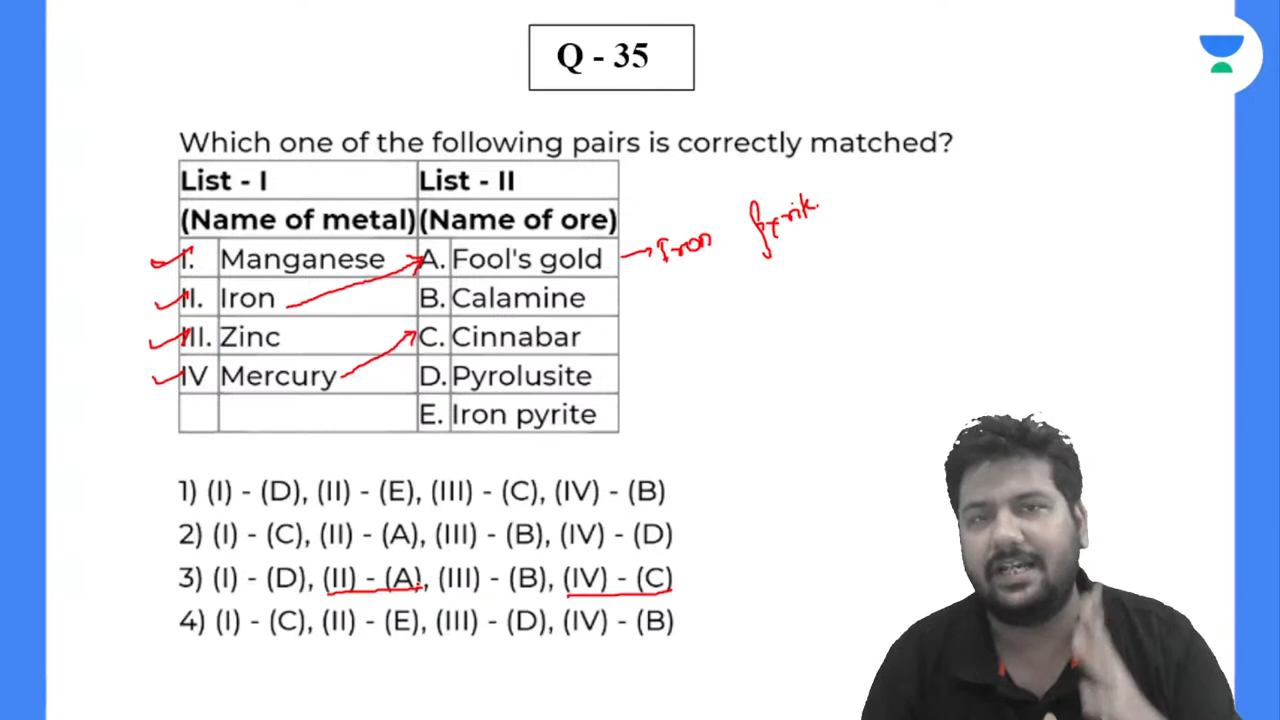 Q - 35
Which one of the following pairs is correctly matched?
List - I List - II
(Name of metal) (Name of ore)
I. Manganese A. Fool's gold → Iron Pyrite
II. Iron B. Calamine
III. Zinc C. Cinnabar
IV Mercury D. Pyrolusite
E. Iron pyrite
1) (I) - (D), (II) - (E), (III) - (C), (IV) - (B)
2) (I) - (C), (II) - (A), (III) - (B), (IV) - (D)
3) (I) - (D), (II) - (A), (III) - (B), (IV) - (C)
4) (I) - (C), (II) - (E), (III) - (D), (IV) - (B)